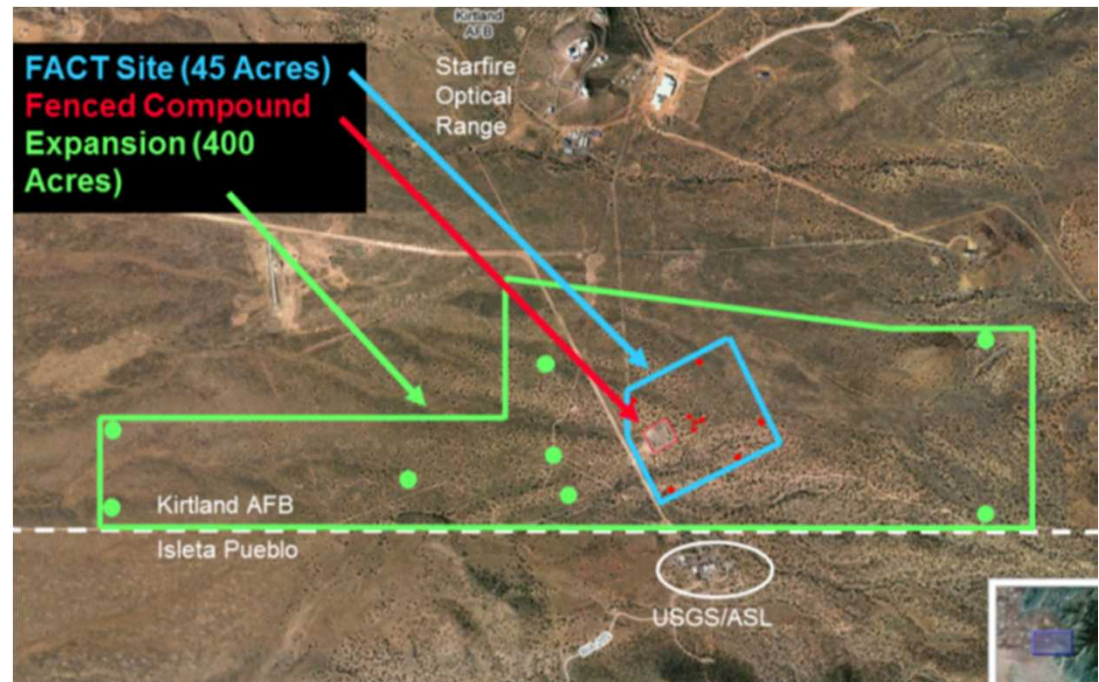 Kirtland
AFB
FACT Site (45 Acres)
Fenced Compound
Expansion (400
Acres)
Starfire
Optical
Range
Kirtland AFB
Isleta Pueblo
USGS/ASL